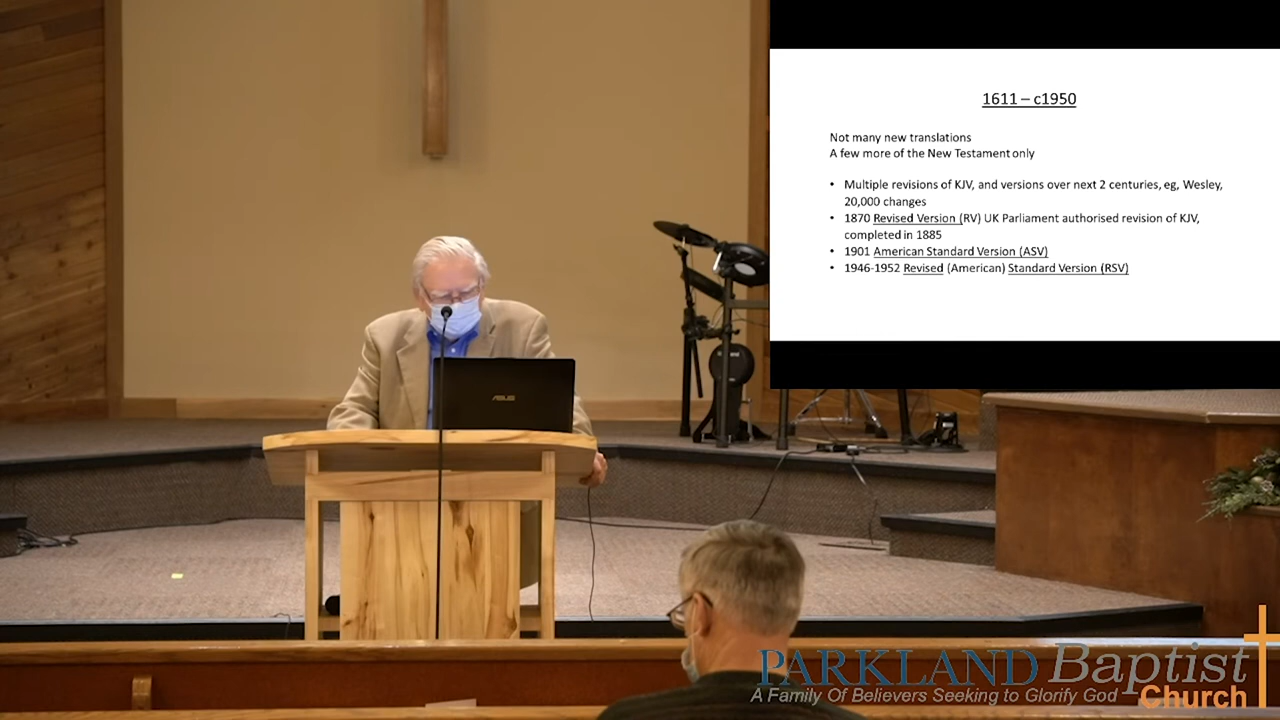 1611 – c1950
Not many new translations
A few more of the New Testament only
• Multiple revisions of KJV, and versions over next 2 centuries, eg, Wesley,
20,000 changes
• 1870 Revised Version (RV) UK Parliament authorised revision of KJV,
completed in 1885
• 1901 American Standard Version (ASV)
• 1946-1952 Revised (American) Standard Version (RSV)
ASUS
PARKLAND Baptist
A Family Of Believers Seeking to Glorify God
Church